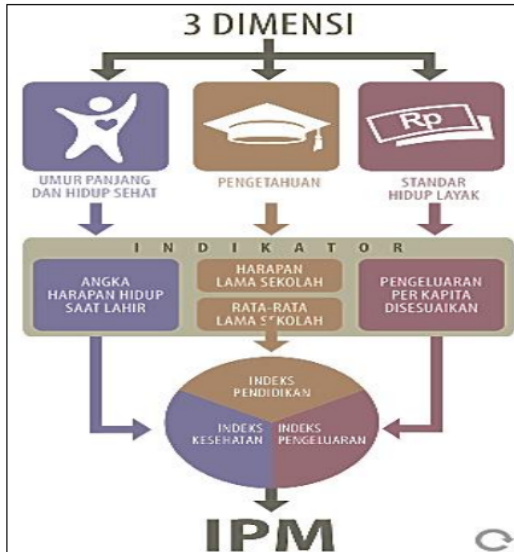 3 DIMENSI
Rp
UMUR PANJANG
DAN HIDUP SEHAT
PENGETAHUAN
STANDAR
HIDUP LAYAK
INDIKATOR
ANGKA
HARAPAN HIDUP
SAAT LAHIR
HARAPAN
LAMA SEKOLAH
RATA-RATA
LAMA SEKOLAH
PENGELUARAN
PER KAPITA
DISESUAIKAN
INDEKS
PENDIDIKAN
INDEKS
KESEHATAN
INDEKS
PENGELUARAN
IPM